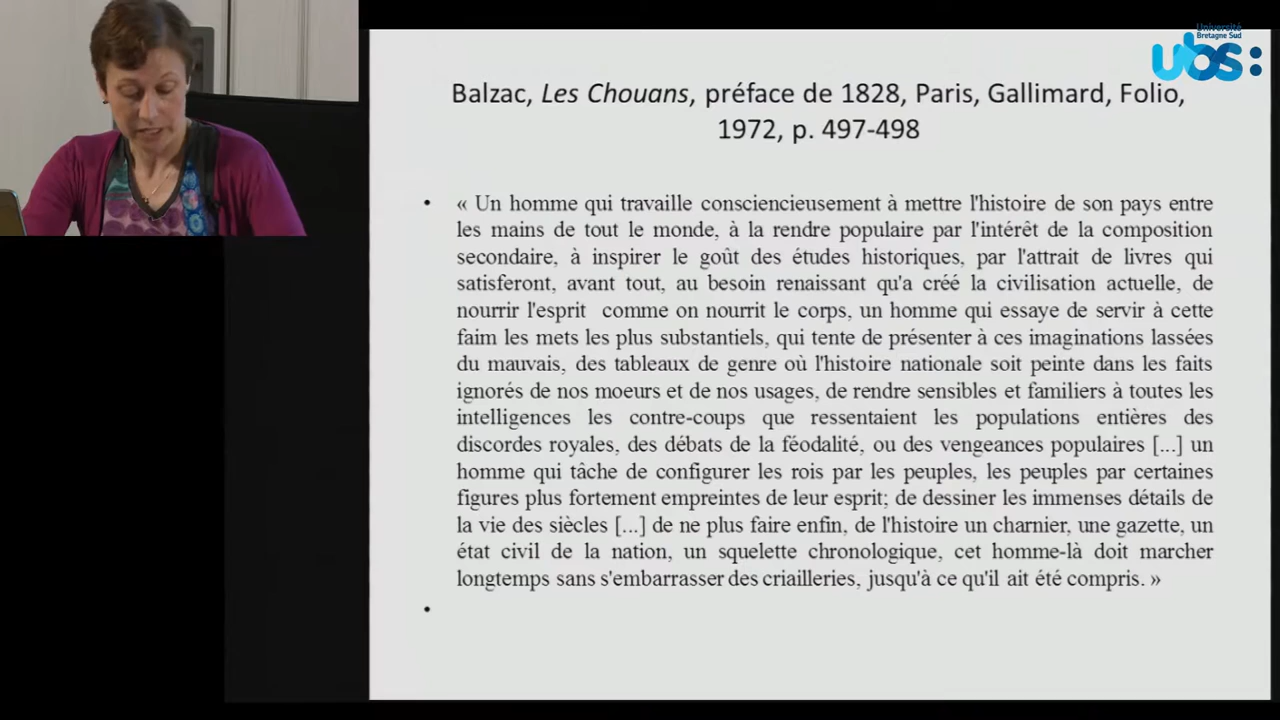 Université
Bretagne Sud
ubs:
Balzac, Les Chouans, préface de 1828, Paris, Gallimard, Folio,
1972, p. 497-498
• « Un homme qui travaille consciencieusement à mettre l'histoire de son pays entre
les mains de tout le monde, à la rendre populaire par l'intérêt de la composition
secondaire, à inspirer le goût des études historiques, par l'attrait de livres qui
satisferont, avant tout, au besoin renaissant qu'a créé la civilisation actuelle, de
nourrir l'esprit comme on nourrit le corps, un homme qui essaye de servir à cette
faim les mets les plus substantiels, qui tente de présenter à ces imaginations lassées
du mauvais, des tableaux de genre où l'histoire nationale soit peinte dans les faits
ignorés de nos moeurs et de nos usages, de rendre sensibles et familiers à toutes les
intelligences les contre-coups que ressentaient les populations entières des
discordes royales, des débats de la féodalité, ou des vengeances populaires [...] un
homme qui tâche de configurer les rois par les peuples, les peuples par certaines
figures plus fortement empreintes de leur esprit; de dessiner les immenses détails de
la vie des siècles [...] de ne plus faire enfin, de l'histoire un charnier, une gazette, un
état civil de la nation, un squelette chronologique, cet homme-là doit marcher
longtemps sans s'embarrasser des criailleries, jusqu'à ce qu'il ait été compris. »
•